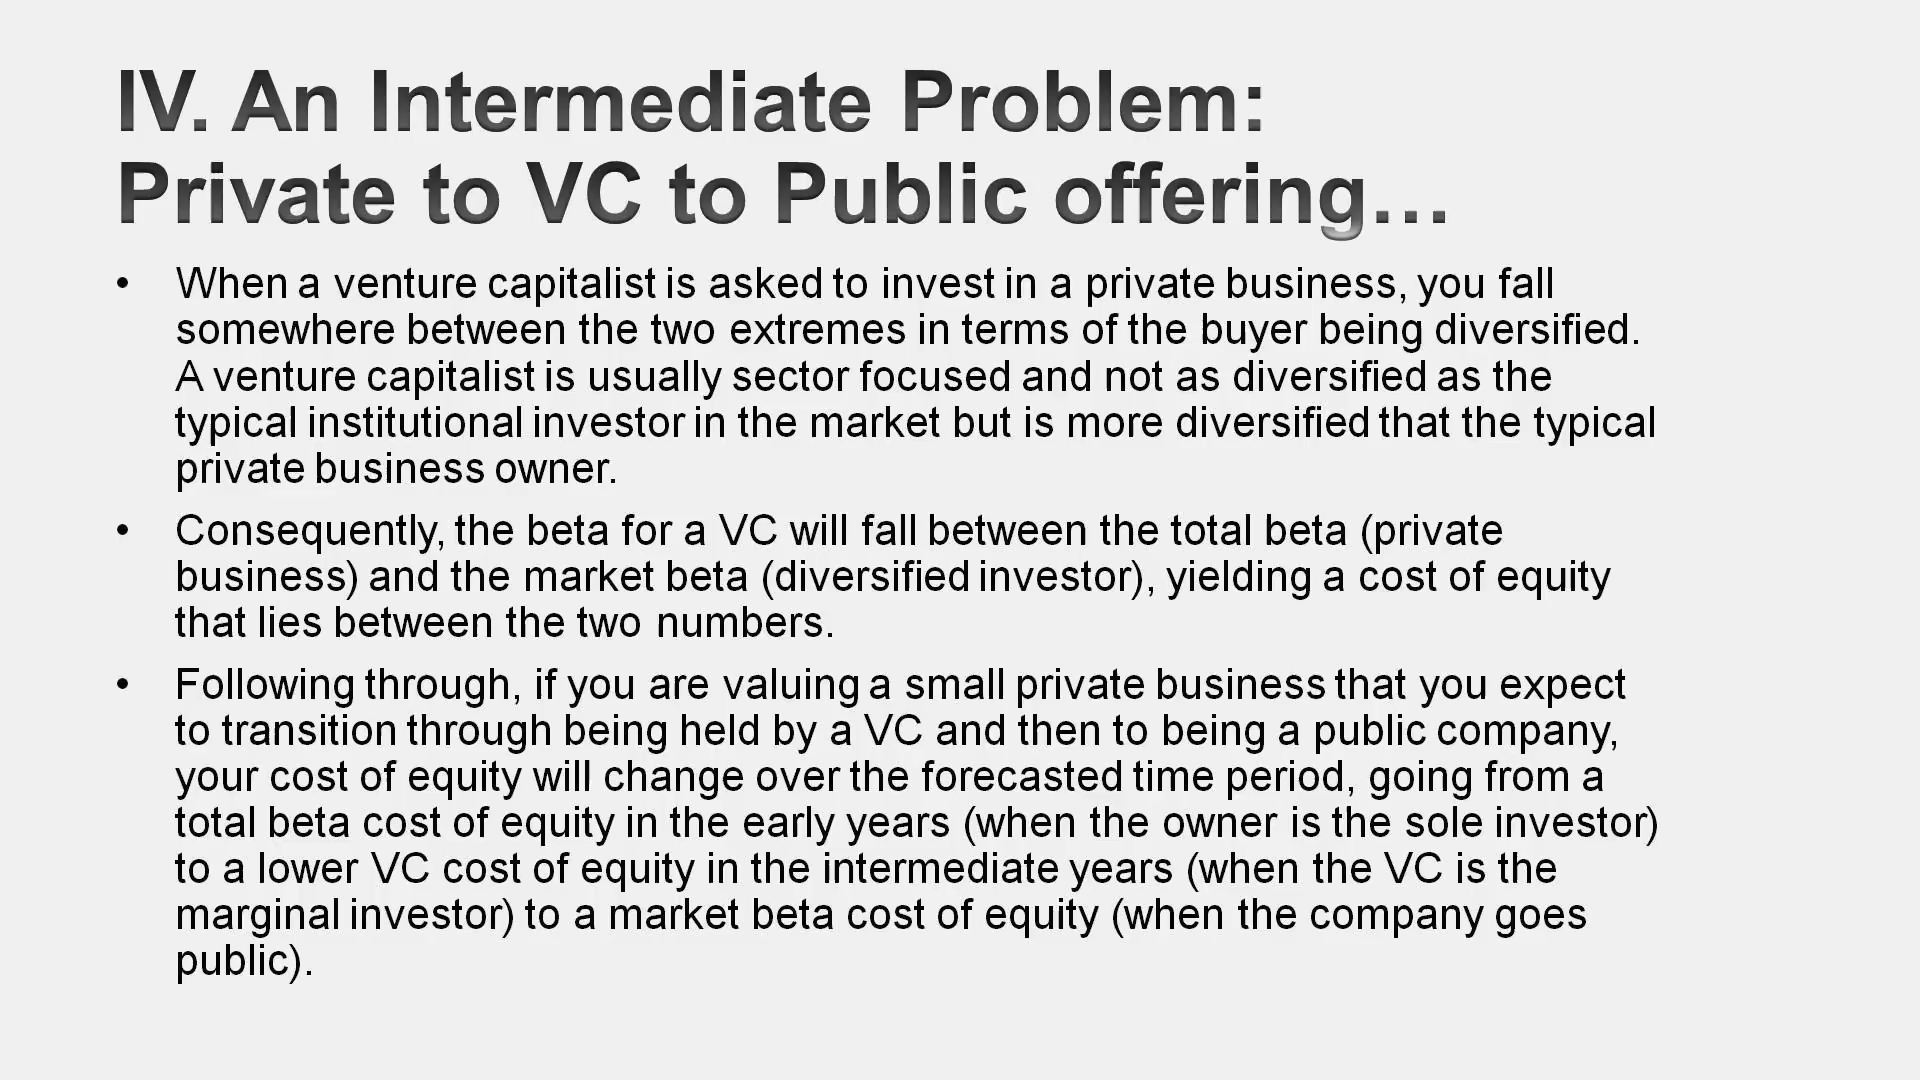 IV. An Intermediate Problem:
Private to VC to Public offering…
• When a venture capitalist is asked to invest in a private business, you fall
somewhere between the two extremes in terms of the buyer being diversified.
A venture capitalist is usually sector focused and not as diversified as the
typical institutional investor in the market but is more diversified that the typical
private business owner.
• Consequently, the beta for a VC will fall between the total beta (private
business) and the market beta (diversified investor), yielding a cost of equity
that lies between the two numbers.
• Following through, if you are valuing a small private business that you expect
to transition through being held by a VC and then to being a public company,
your cost of equity will change over the forecasted time period, going from a
total beta cost of equity in the early years (when the owner is the sole investor)
to a lower VC cost of equity in the intermediate years (when the VC is the
marginal investor) to a market beta cost of equity (when the company goes
public).